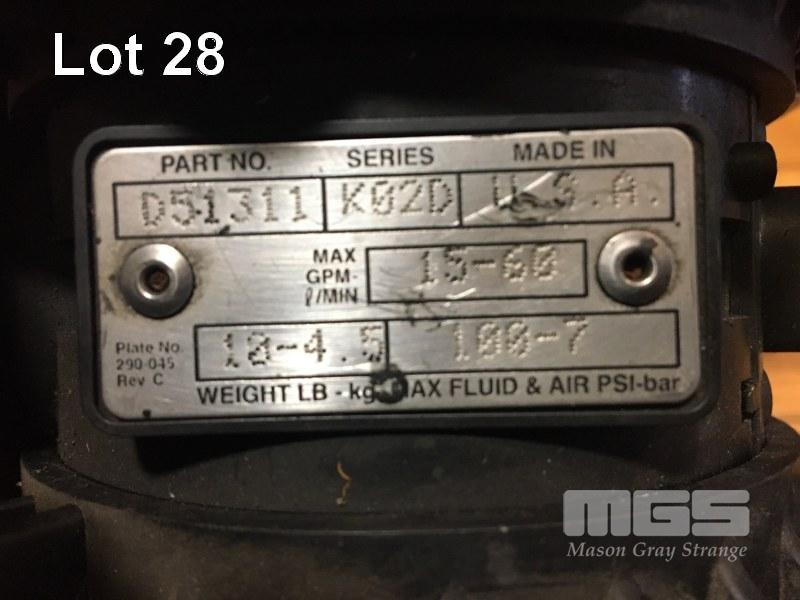 Lot 28
PART NO. SERIES MADE IN
D51311 K02D U.S.A.
MAX
GPM- 15-60
ℓ/MIN
10-4.5 100-7
Plate No.
290-045
Rev C
WEIGHT LB - kg MAX FLUID & AIR PSI-bar
MGS
Mason Gray Strange